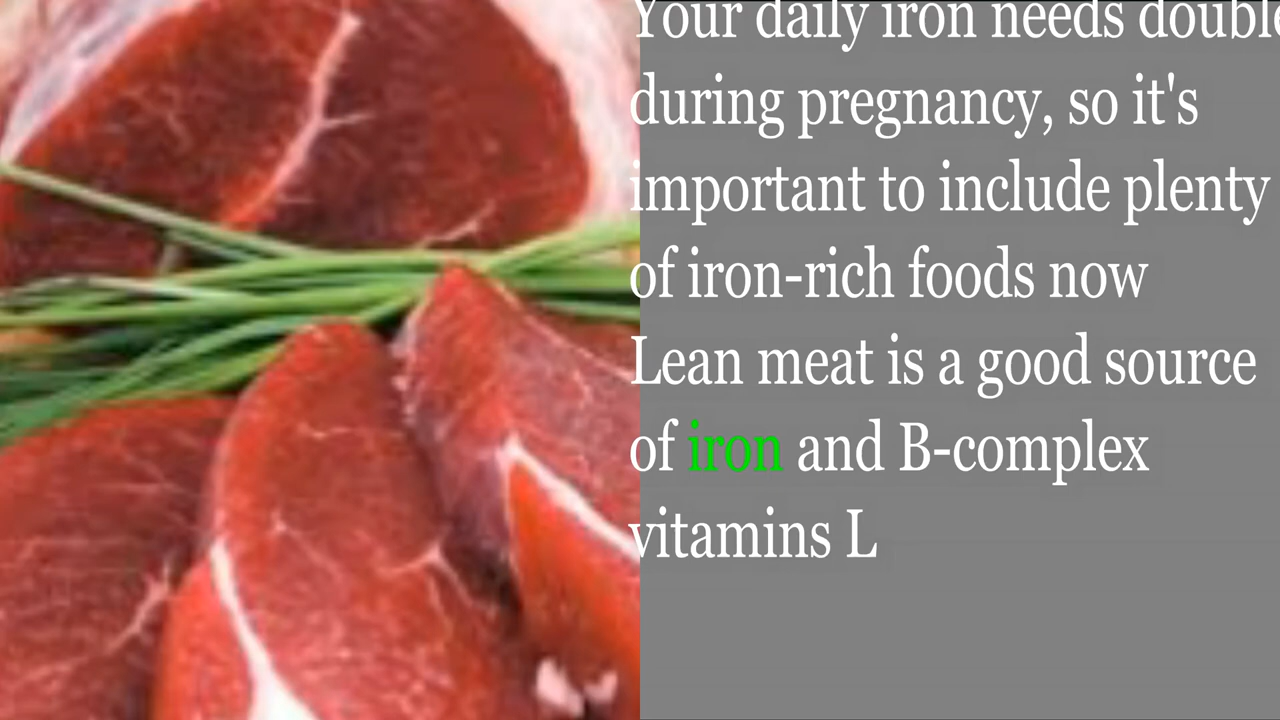 Your daily iron needs double
during pregnancy, so it's
important to include plenty
of iron-rich foods now
Lean meat is a good source
of iron and B-complex
vitamins L